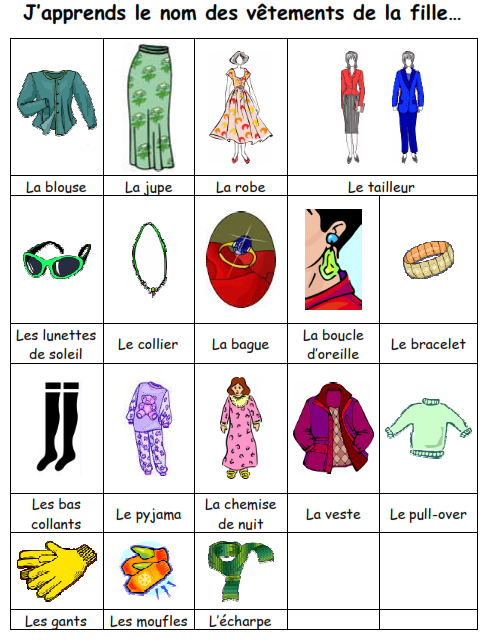 J'apprends le nom des vêtements de la fille…
La blouse
La jupe
La robe
Le tailleur
Les lunettes
de soleil
Le collier
La bague
La boucle
d'oreille
Le bracelet
Les bas
collants
Le pyjama
La chemise
de nuit
La veste
Le pull-over
Les gants
Les moufles
L'écharpe